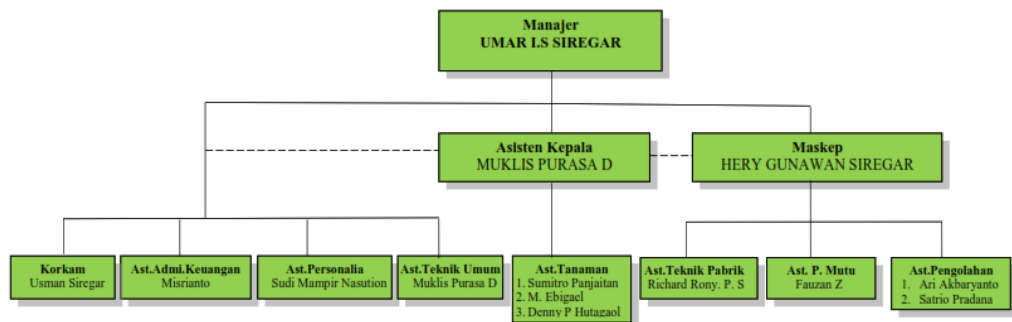 Manajer
UMAR I.S SIREGAR
Asisten Kepala
MUKLIS PURASA D
Maskep
HERY GUNAWAN SIREGAR
Korkam
Usman Siregar
Ast.Admi.Keuangan
Misrianto
Ast.Personalia
Sudi Mampir Nasution
Ast.Teknik Umum
Muklis Purasa D
Ast.Tanaman
1. Sumitro Panjaitan
2. M. Ebigael
3. Denny P Hutagaol
Ast.Teknik Pabrik
Richard Rony. P. S
Ast. P. Mutu
Fauzan Z
Ast.Pengolahan
1. Ari Akbaryanto
2. Satrio Pradana